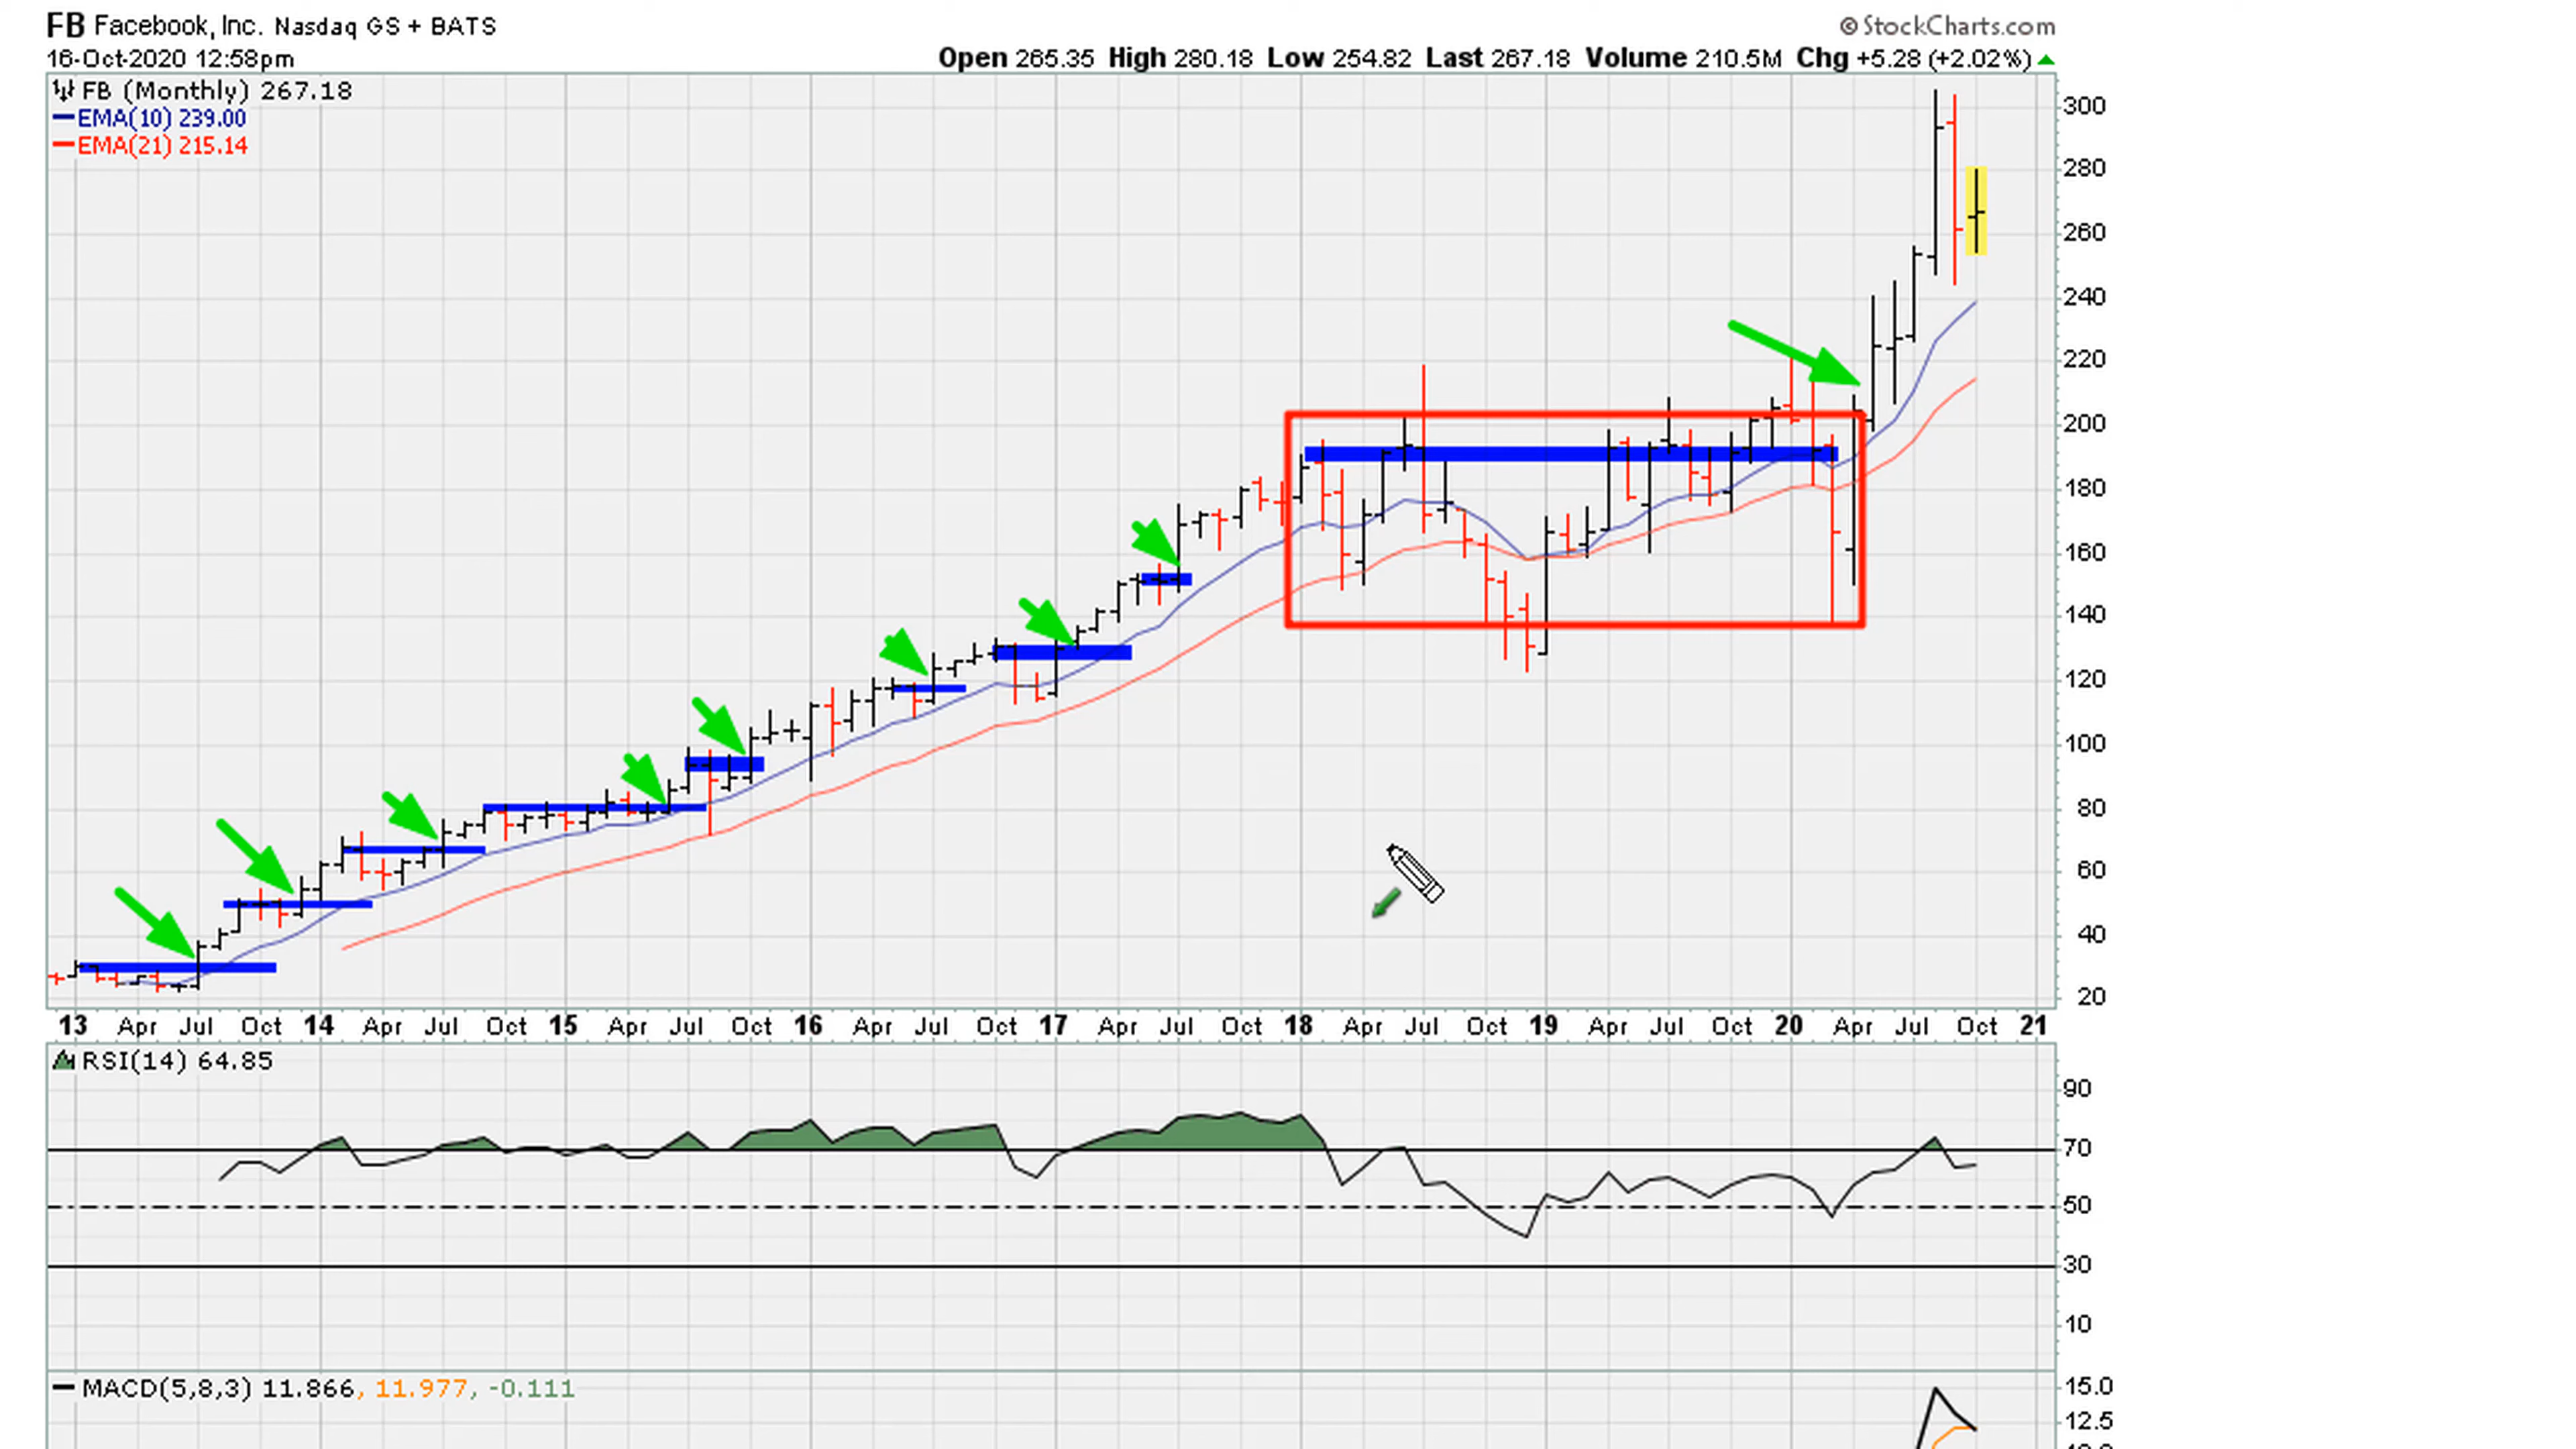 FB Facebook, Inc. Nasdaq GS + BATS
© StockCharts.com
16-Oct-2020 12:58pm
Open 265.35 High 280.18 Low 254.82 Last 267.18 Volume 210.5M Chg +5.28 (+2.02%)
FB (Monthly) 267.18
EMA(10) 239.00
EMA(21) 215.14
300
280
260
240
220
200
180
160
140
120
100
80
60
40
20
13 Apr Jul Oct 14 Apr Jul Oct 15 Apr Jul Oct 16 Apr Jul Oct 17 Apr Jul Oct 18 Apr Jul Oct 19 Apr Jul Oct 20 Apr Jul Oct 21
RSI(14) 64.85
90
70
50
30
10
MACD(5,8,3) 11.866, 11.977, -0.111
15.0
12.5